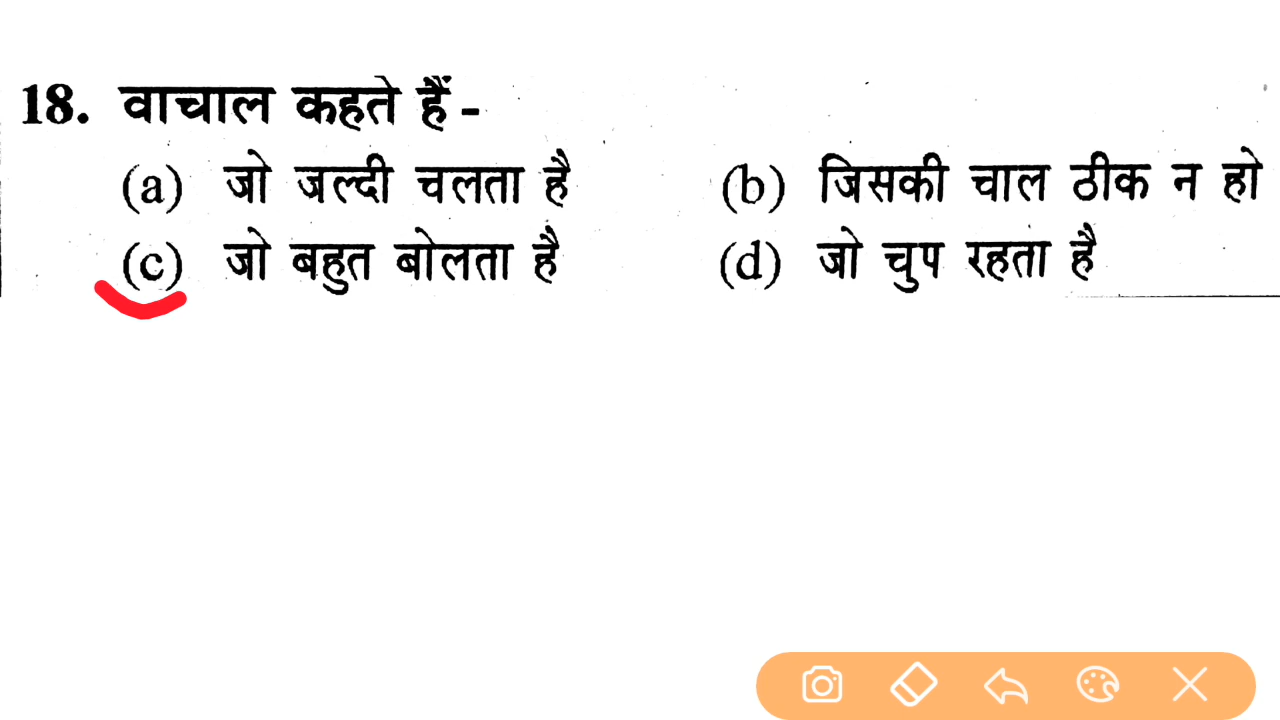 18. वाचाल कहते हैं -
(a) जो जल्दी चलता है (b) जिसकी चाल ठीक न हो
(c) जो बहुत बोलता है (d) जो चुप रहता है